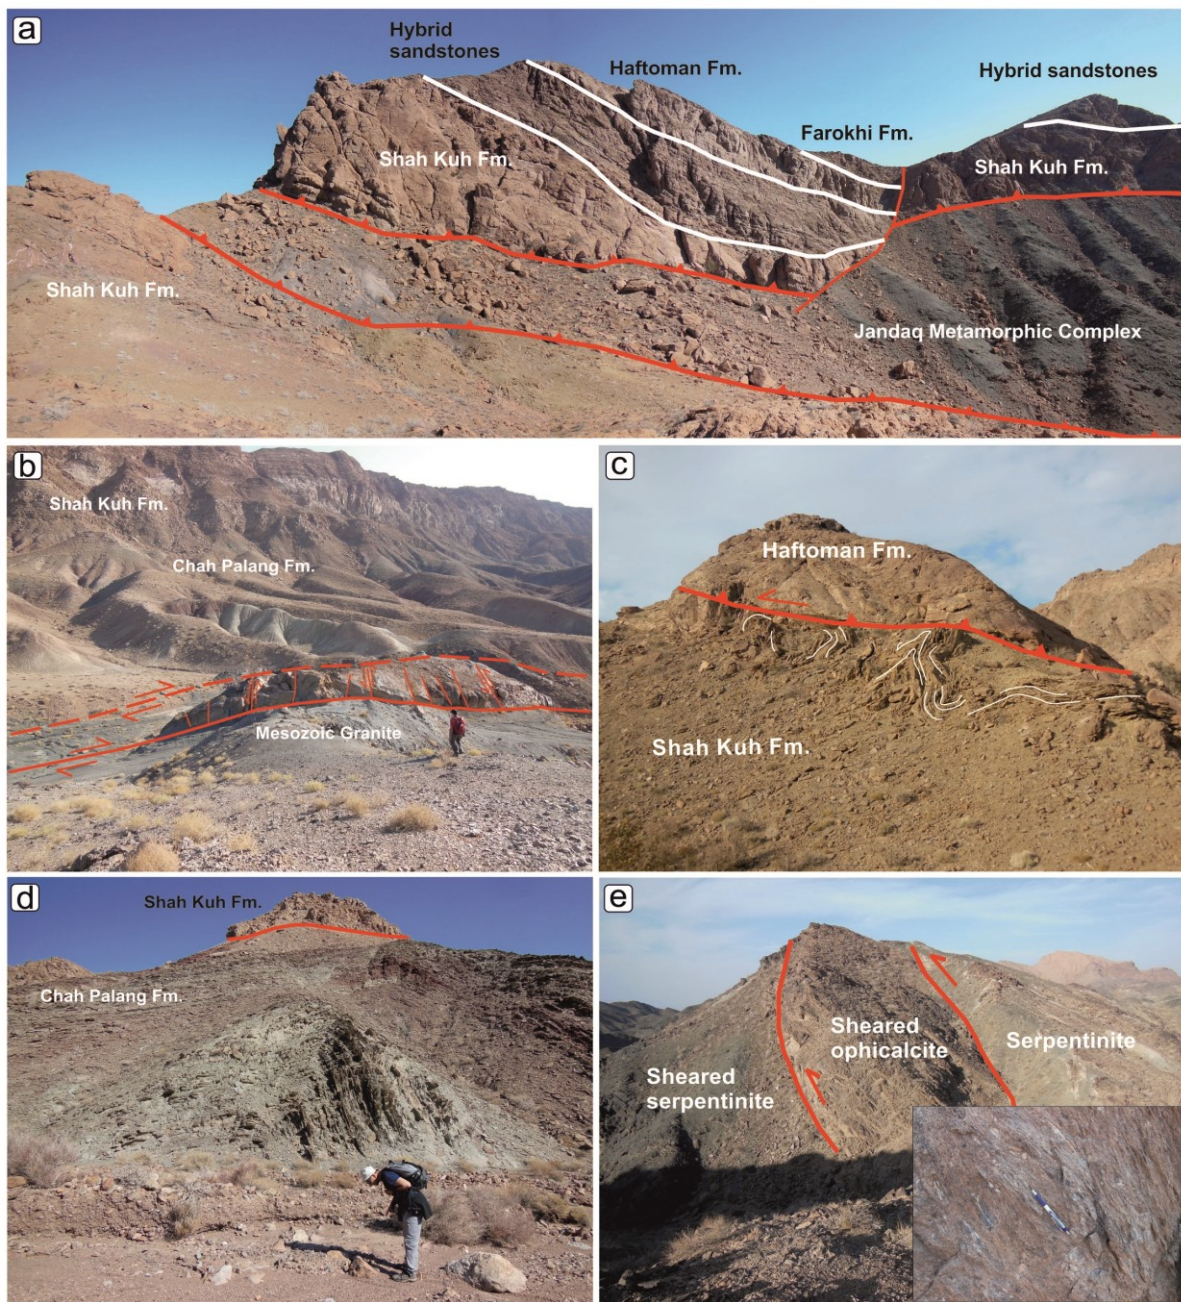 a
Hybrid
sandstones
Haftoman Fm.
Hybrid sandstones
Farokhi Fm.
Shah Kuh Fm.
Shah Kuh Fm.
Shah Kuh Fm.
Jandaq Metamorphic Complex
b
Shah Kuh Fm.
Chah Palang Fm.
Mesozoic Granite
c
Haftoman Fm.
Shah Kuh Fm.
d
Shah Kuh Fm.
Chah Palang Fm.
e
Sheared
ophicalcite
Serpentinite
Sheared
serpentinite